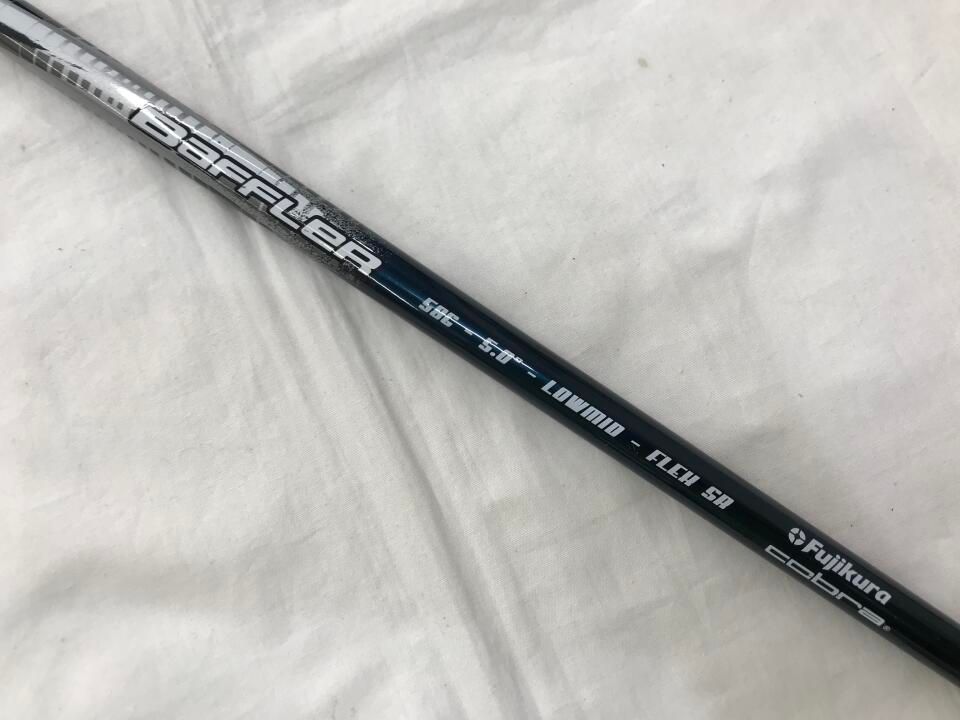 BaFFLeR
50G - 5.0° - LOWMID - FLEX SR
Fujikura
cobra®